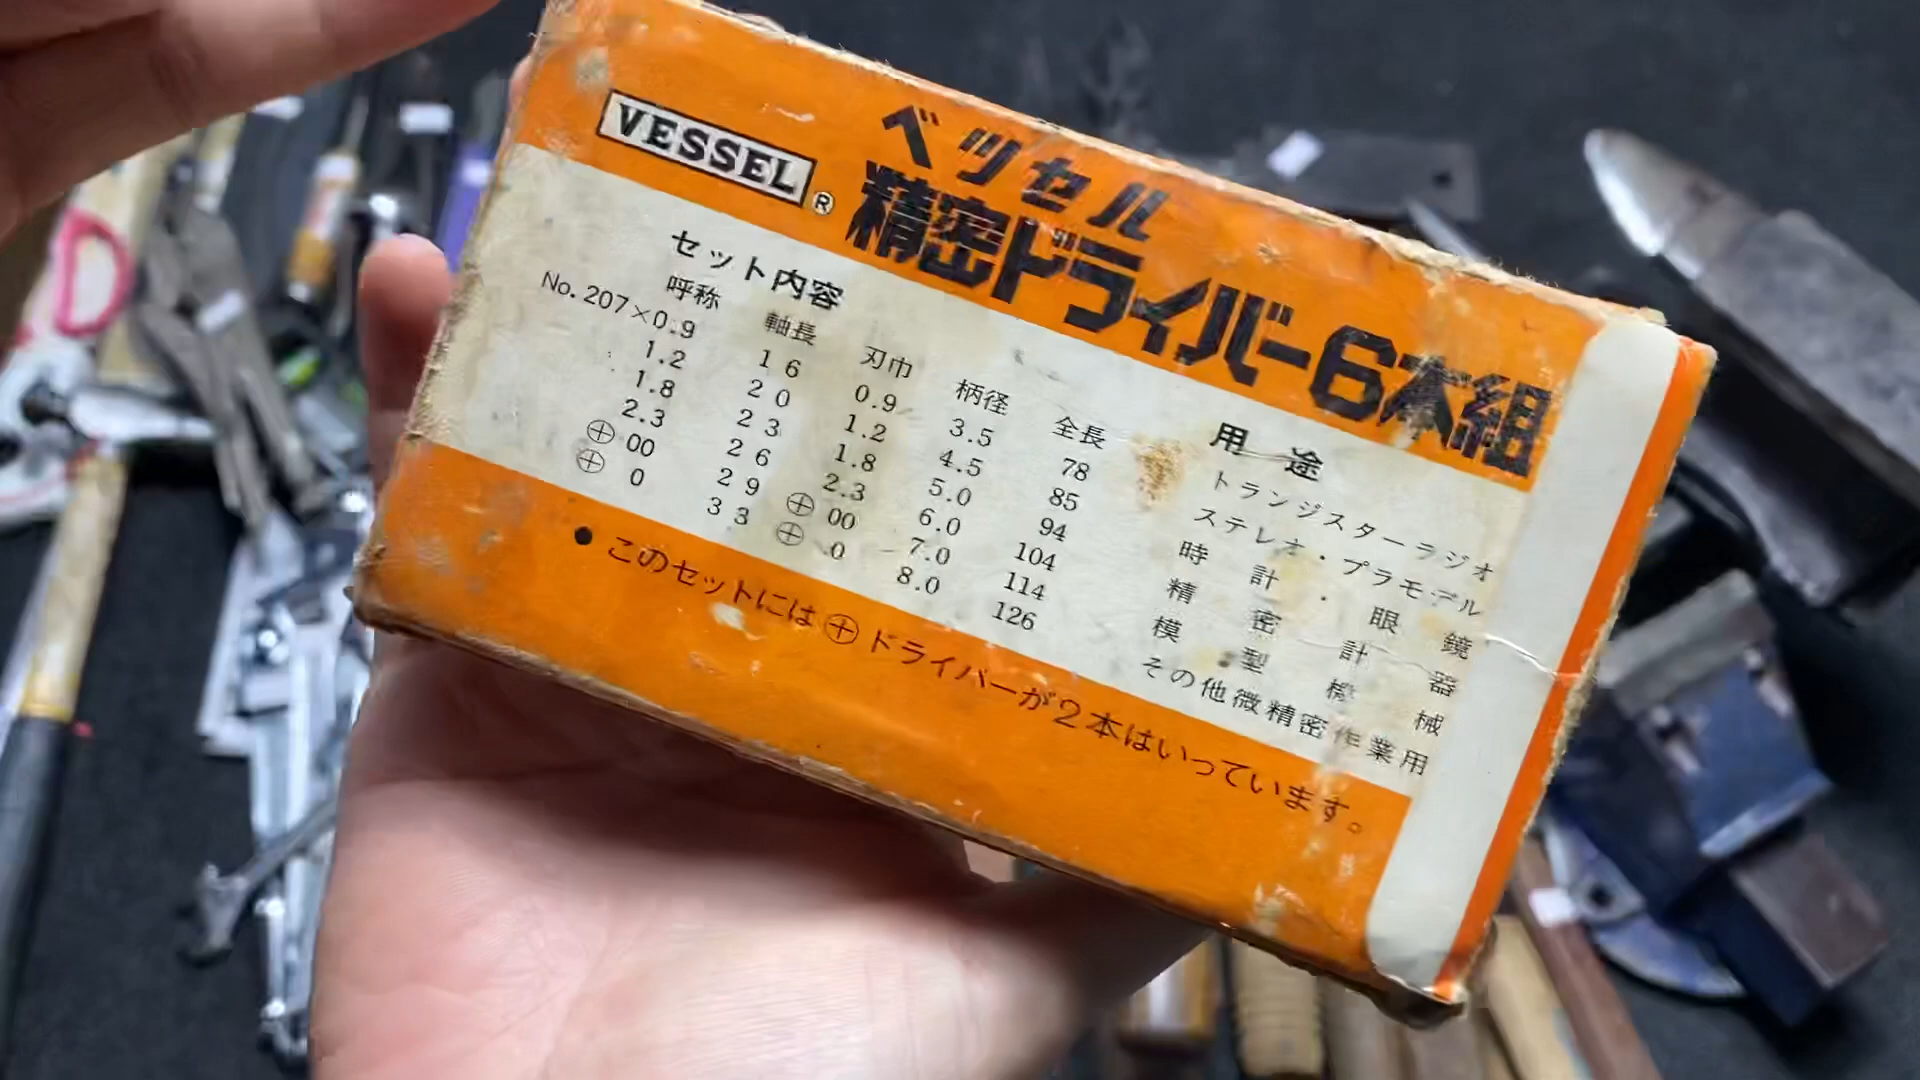 VESSEL ®
ベッセル
精密ドライバー6本組
セット内容
呼称 軸長 刃巾 柄径 全長
No. 207×0.9 16 0.9 3.5 78
1.2 20 1.2 4.5 85
1.8 23 1.8 5.0 94
2.3 26 2.3 6.0 104
⊕ 00 29 ⊕ 00 7.0 114
⊕ 0 33 ⊕ 0 8.0 126
用途
トランジスターラジオ
ステレオ・プラモデル
時計・眼鏡
精密計器
模型機械
その他微精密作業用
● このセットには⊕ドライバーが2本はいっています。